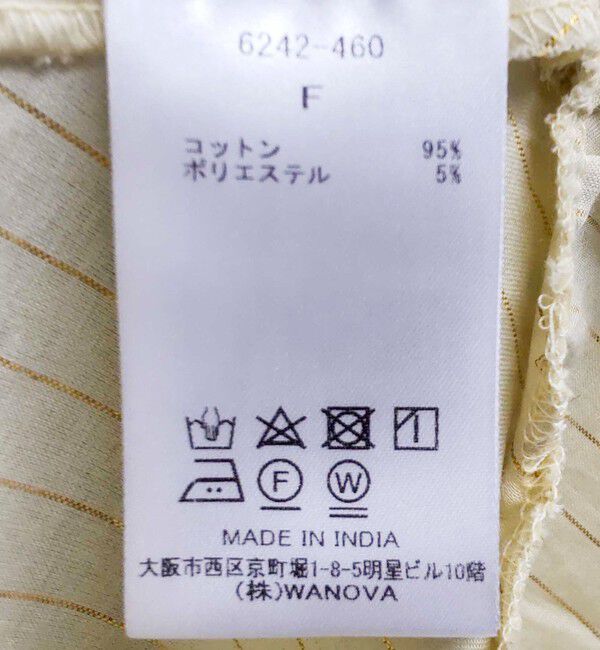 6242-460
F
コットン 95%
ポリエステル 5%
F W
MADE IN INDIA
大阪市西区京町堀1-8-5明星ビル10階
(株)WANOVA